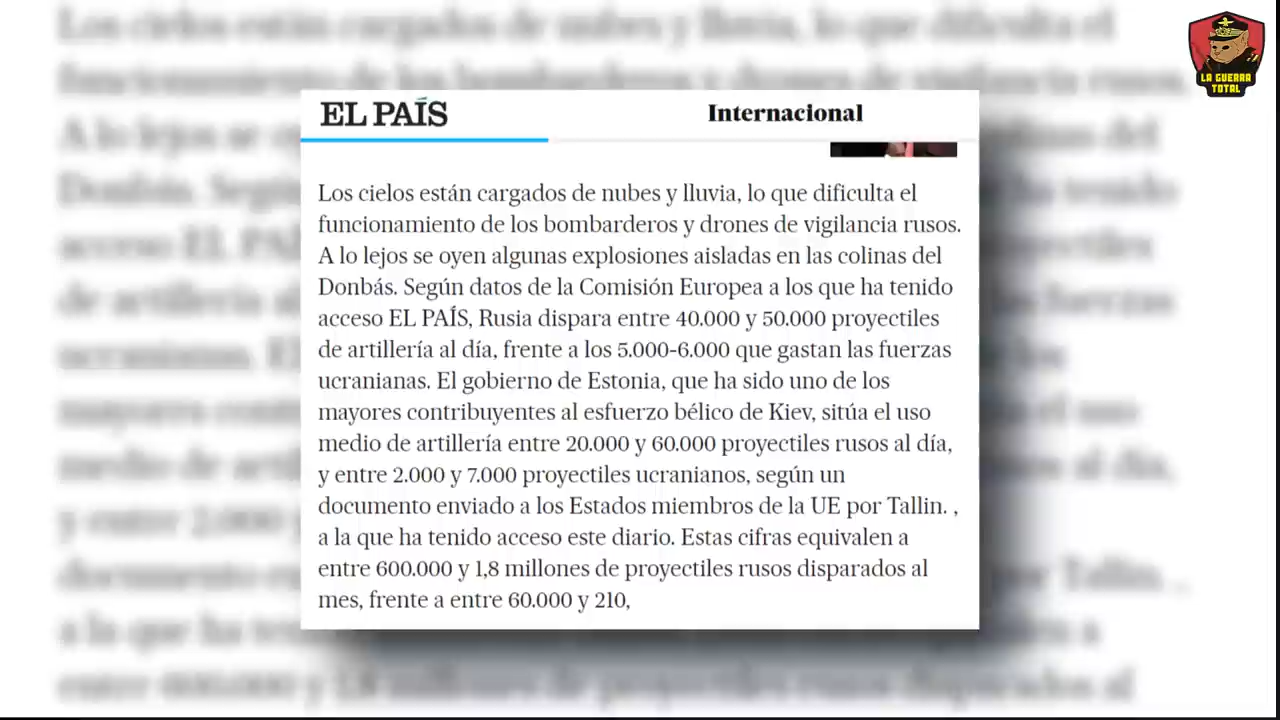 LA GUERRA
TOTAL
EL PAÍS
Internacional
Los cielos están cargados de nubes y lluvia, lo que dificulta el
funcionamiento de los bombarderos y drones de vigilancia rusos.
A lo lejos se oyen algunas explosiones aisladas en las colinas del
Donbás. Según datos de la Comisión Europea a los que ha tenido
acceso EL PAÍS, Rusia dispara entre 40.000 y 50.000 proyectiles
de artillería al día, frente a los 5.000-6.000 que gastan las fuerzas
ucranianas. El gobierno de Estonia, que ha sido uno de los
mayores contribuyentes al esfuerzo bélico de Kiev, sitúa el uso
medio de artillería entre 20.000 y 60.000 proyectiles rusos al día,
y entre 2.000 y 7.000 proyectiles ucranianos, según un
documento enviado a los Estados miembros de la UE por Tallin. ,
a la que ha tenido acceso este diario. Estas cifras equivalen a
entre 600.000 y 1,8 millones de proyectiles rusos disparados al
mes, frente a entre 60.000 y 210,